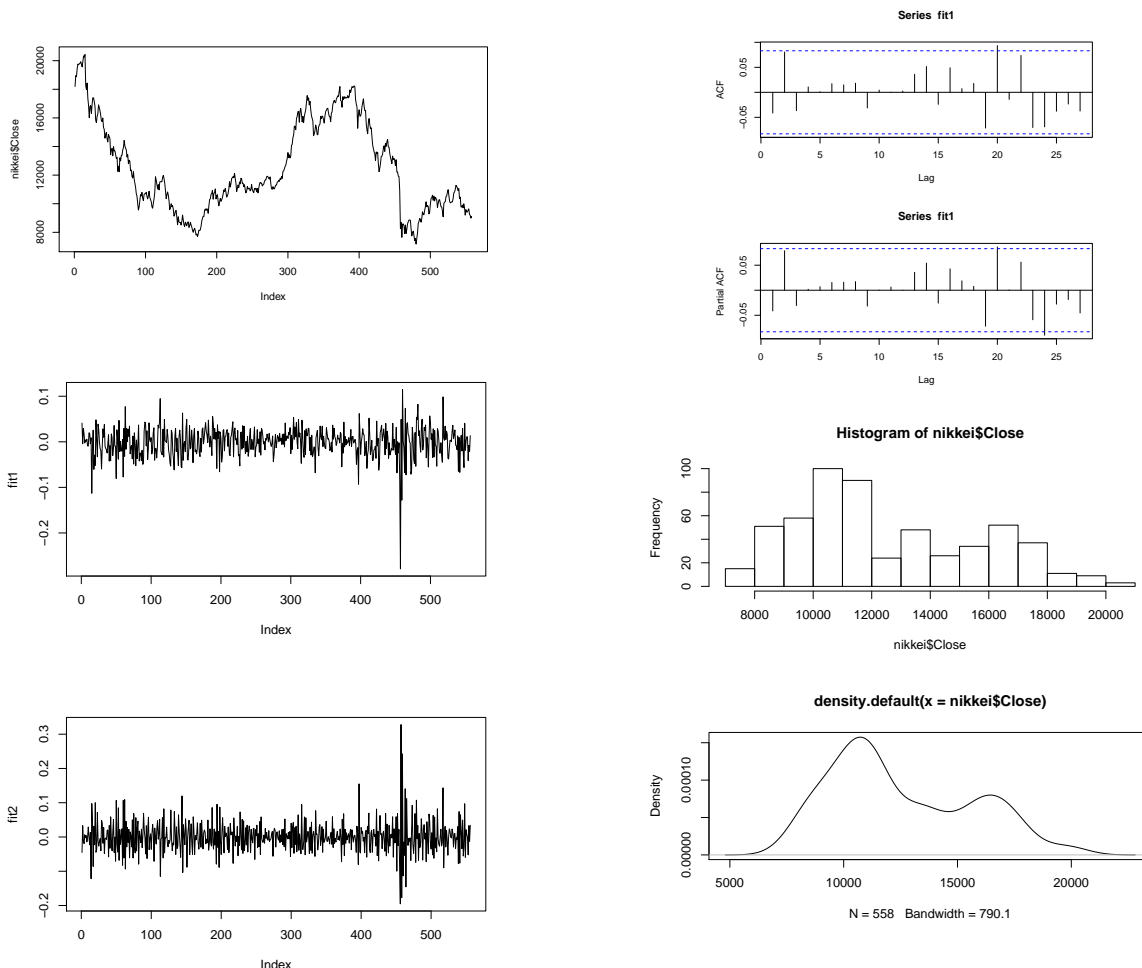 nikkei$Close
20000
16000
12000
8000
0 100 200 300 400 500
Index
fit1
0.1
0.0
−0.1
−0.2
0 100 200 300 400 500
Index
fit2
0.3
0.2
0.1
0.0
−0.2
0 100 200 300 400 500
Index
Series fit1
ACF
0.05
−0.05
0 5 10 15 20 25
Lag
Series fit1
Partial ACF
0.05
−0.05
0 5 10 15 20 25
Lag
Histogram of nikkei$Close
Frequency
100
60
20
0
8000 10000 12000 14000 16000 18000 20000
nikkei$Close
density.default(x = nikkei$Close)
Density
0.00010
0.00000
5000 10000 15000 20000
N = 558 Bandwidth = 790.1